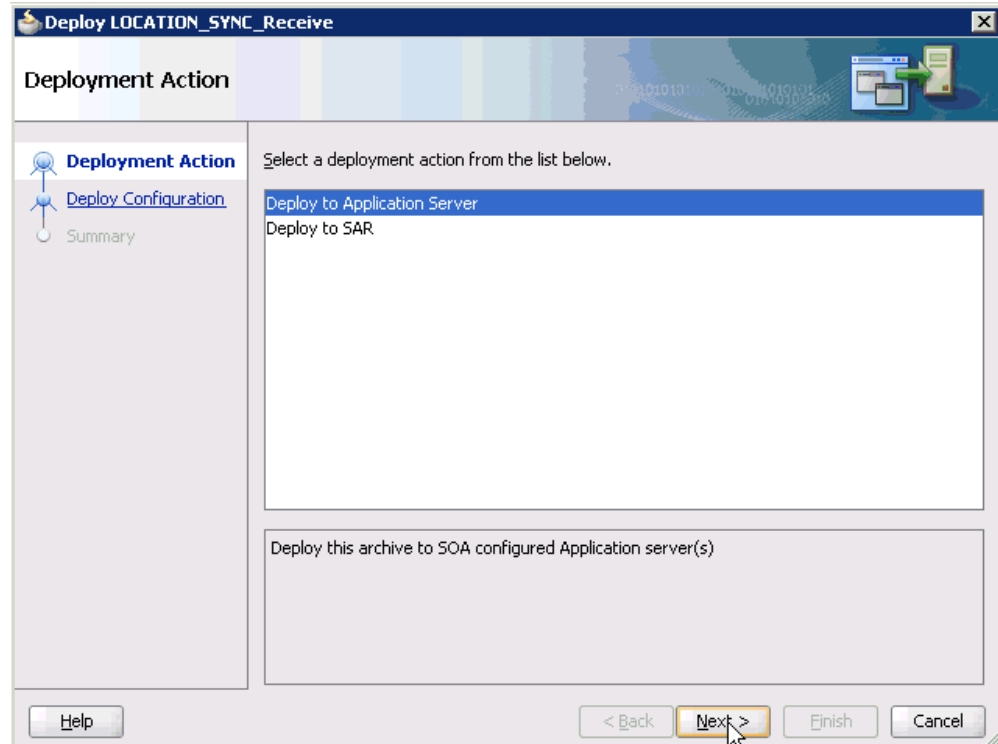 Deploy LOCATION_SYNC_Receive
Deployment Action
Deployment Action
Deploy Configuration
Summary
Select a deployment action from the list below.
Deploy to Application Server
Deploy to SAR
Deploy this archive to SOA configured Application server(s)
Help
< Back
Next >
Finish
Cancel